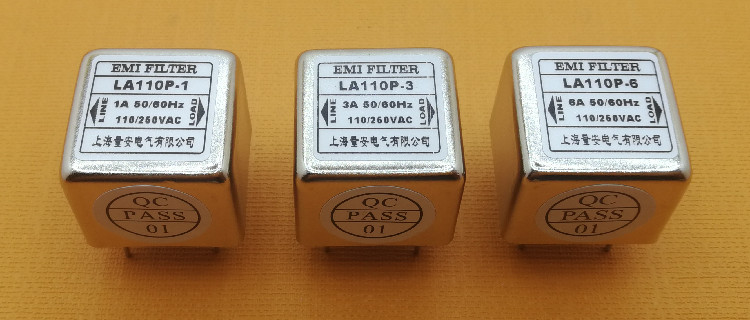 EMI FILTER
LA110P-1
LINE
1A 50/60Hz
110/250VAC
LOAD
上海量安电气有限公司
QC
PASS
01
EMI FILTER
LA110P-3
LINE
3A 50/60Hz
110/250VAC
LOAD
上海量安电气有限公司
QC
PASS
01
EMI FILTER
LA110P-6
LINE
6A 50/60Hz
110/250VAC
LOAD
上海量安电气有限公司
QC
PASS
01